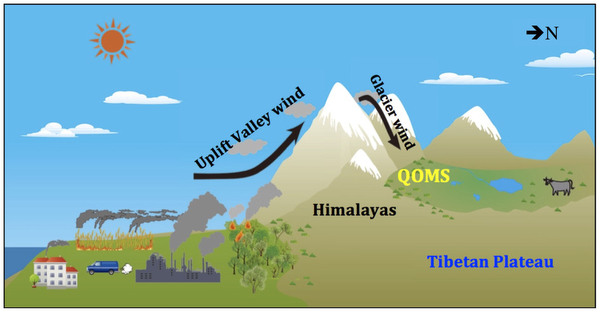 N
Uplift Valley wind
Glacier wind
QOMS
Himalayas
Tibetan Plateau